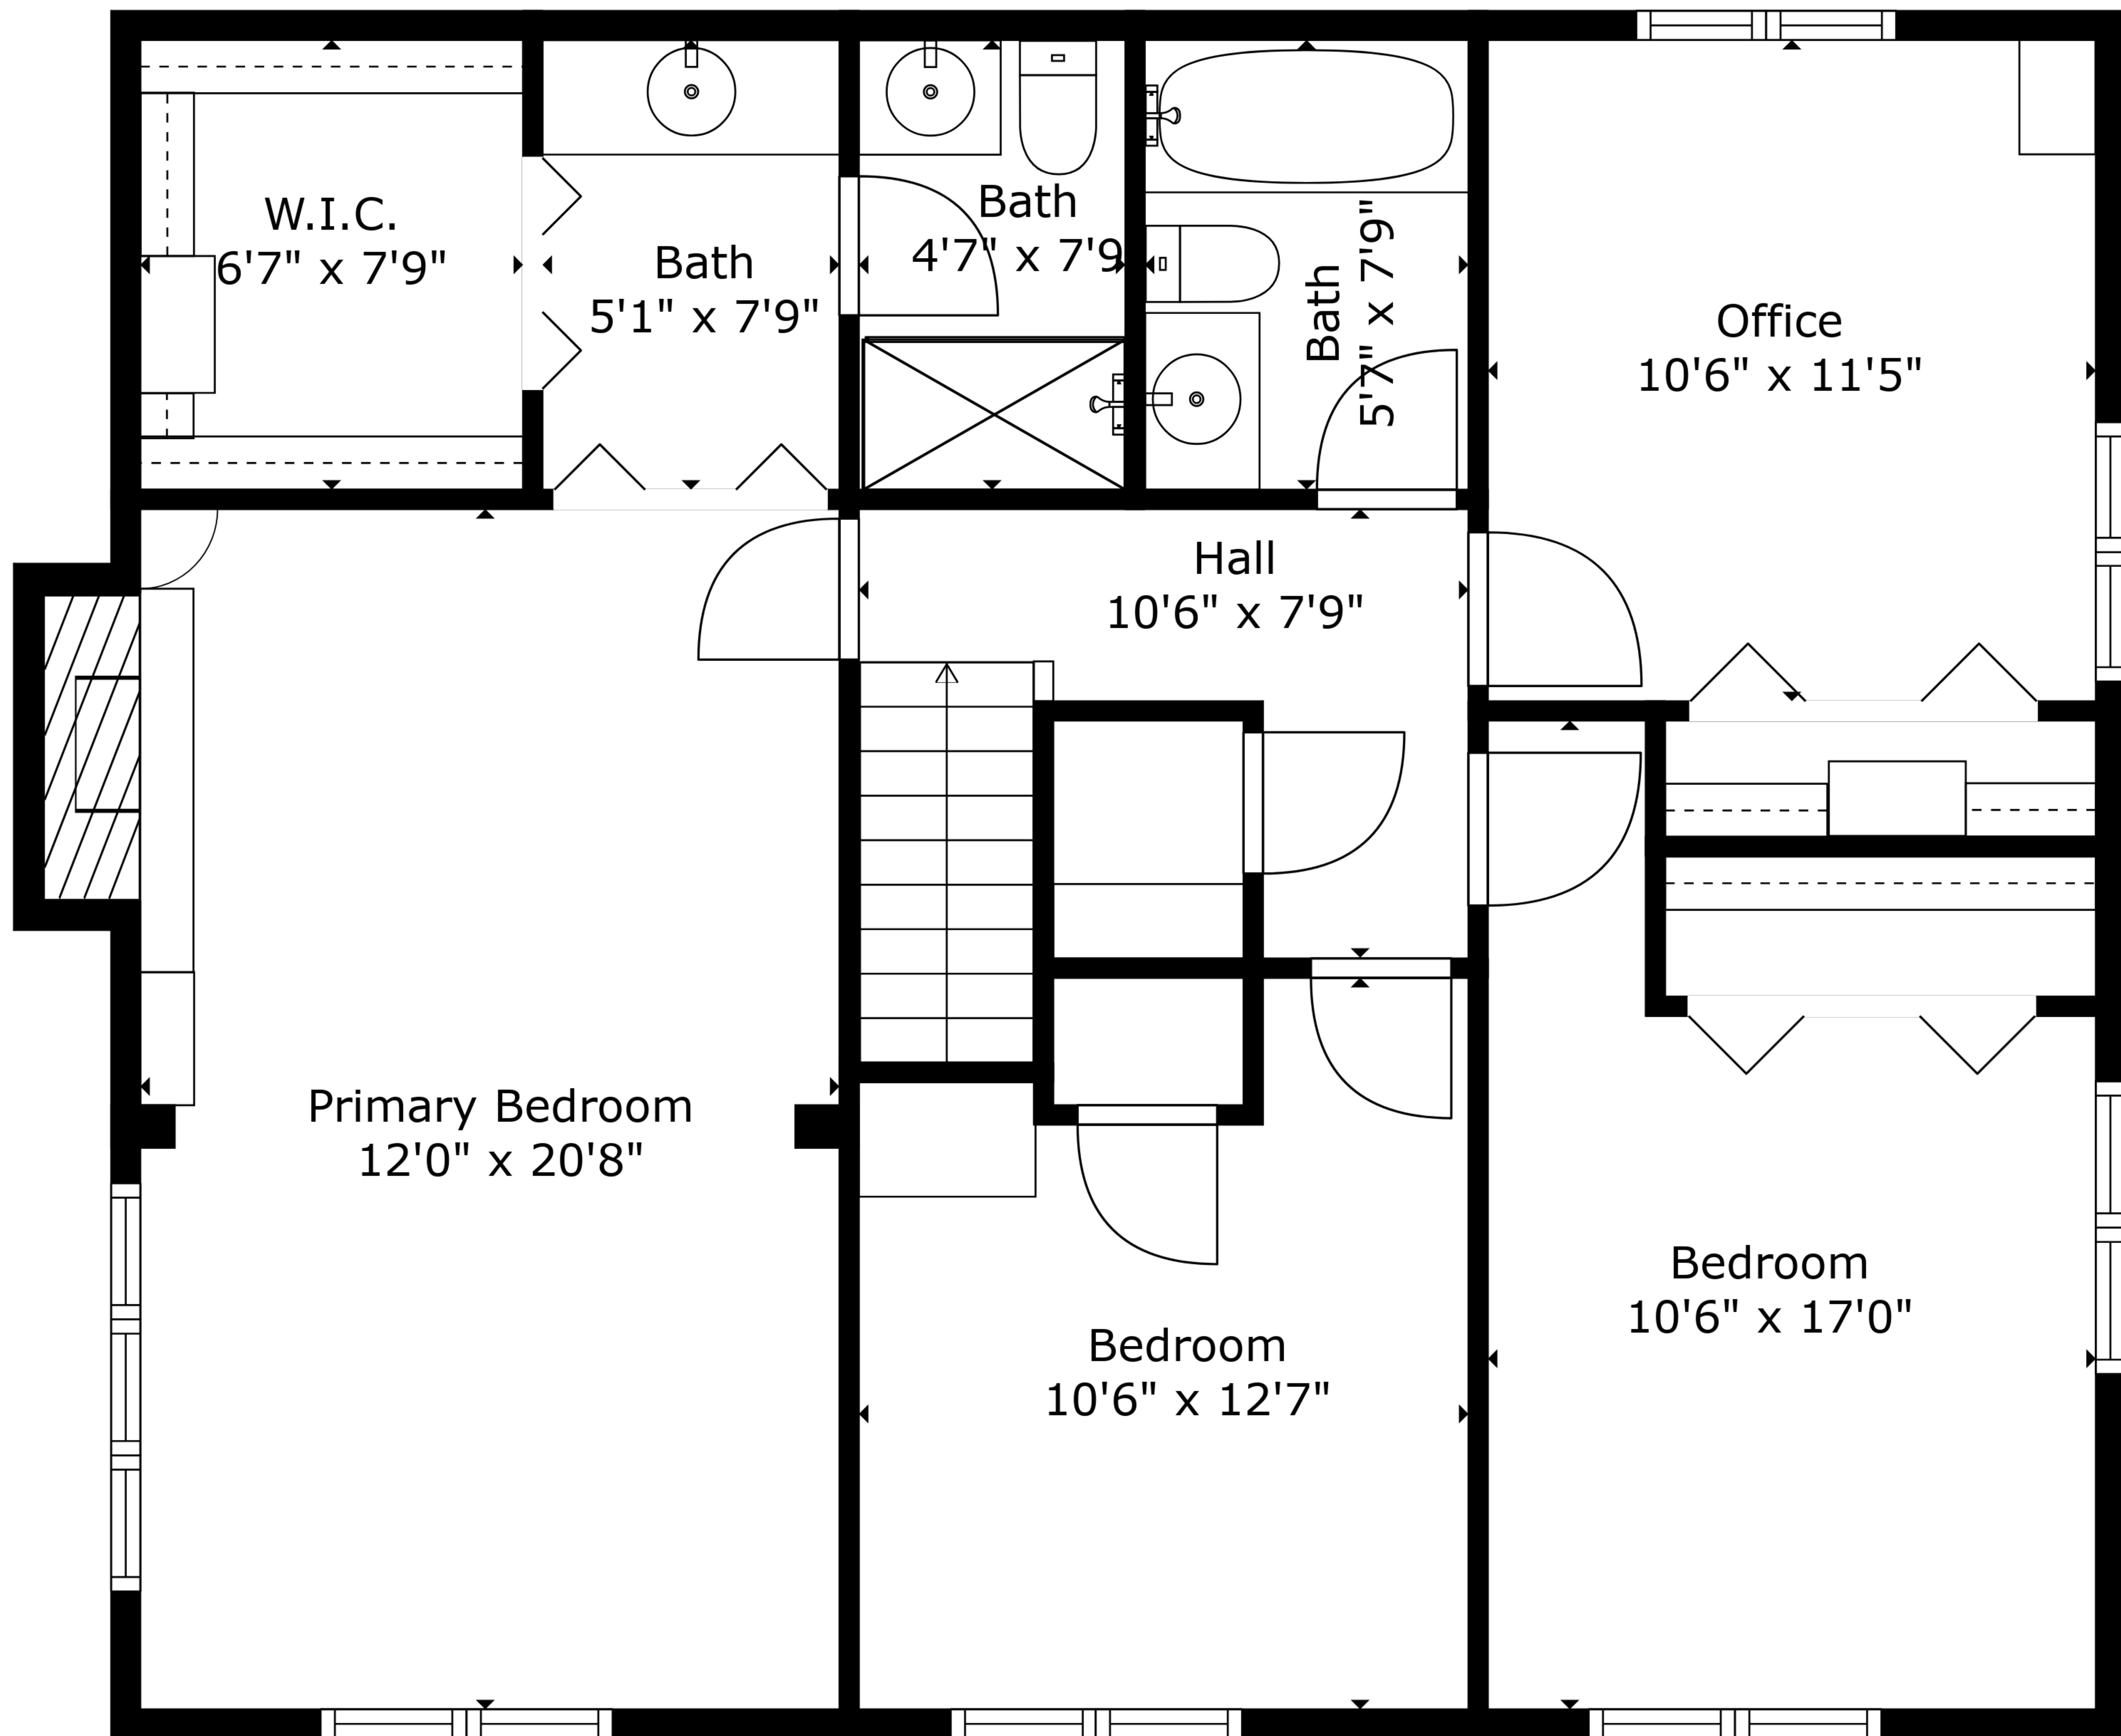 W.I.C.
6'7" x 7'9"
Bath
5'1" x 7'9"
Bath
4'7" x 7'9
Bath
5'7" x 7'9"
Office
10'6" x 11'5"
Hall
10'6" x 7'9"
Primary Bedroom
12'0" x 20'8"
Bedroom
10'6" x 12'7"
Bedroom
10'6" x 17'0"